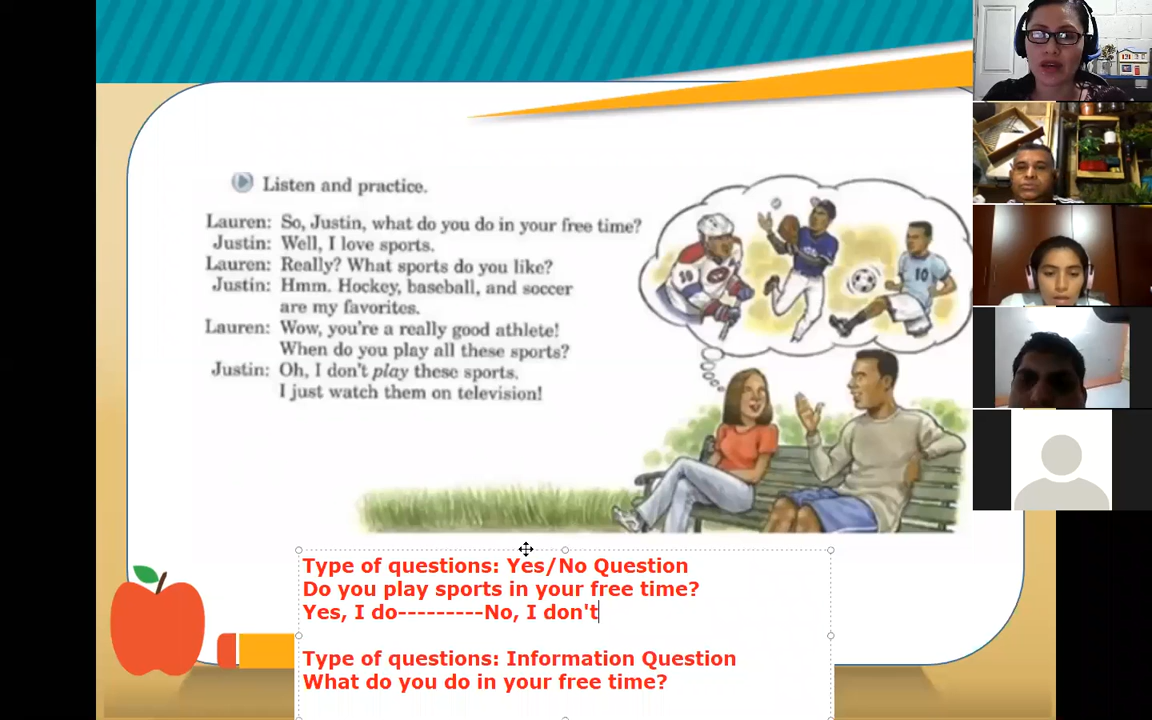 Listen and practice.
Lauren: So, Justin, what do you do in your free time?
Justin: Well, I love sports.
Lauren: Really? What sports do you like?
Justin: Hmm. Hockey, baseball, and soccer
are my favorites.
Lauren: Wow, you're a really good athlete!
When do you play all these sports?
Justin: Oh, I don't play these sports.
I just watch them on television!
10
10
Type of questions: Yes/No Question
Do you play sports in your free time?
Yes, I do---------No, I don't
Type of questions: Information Question
What do you do in your free time?